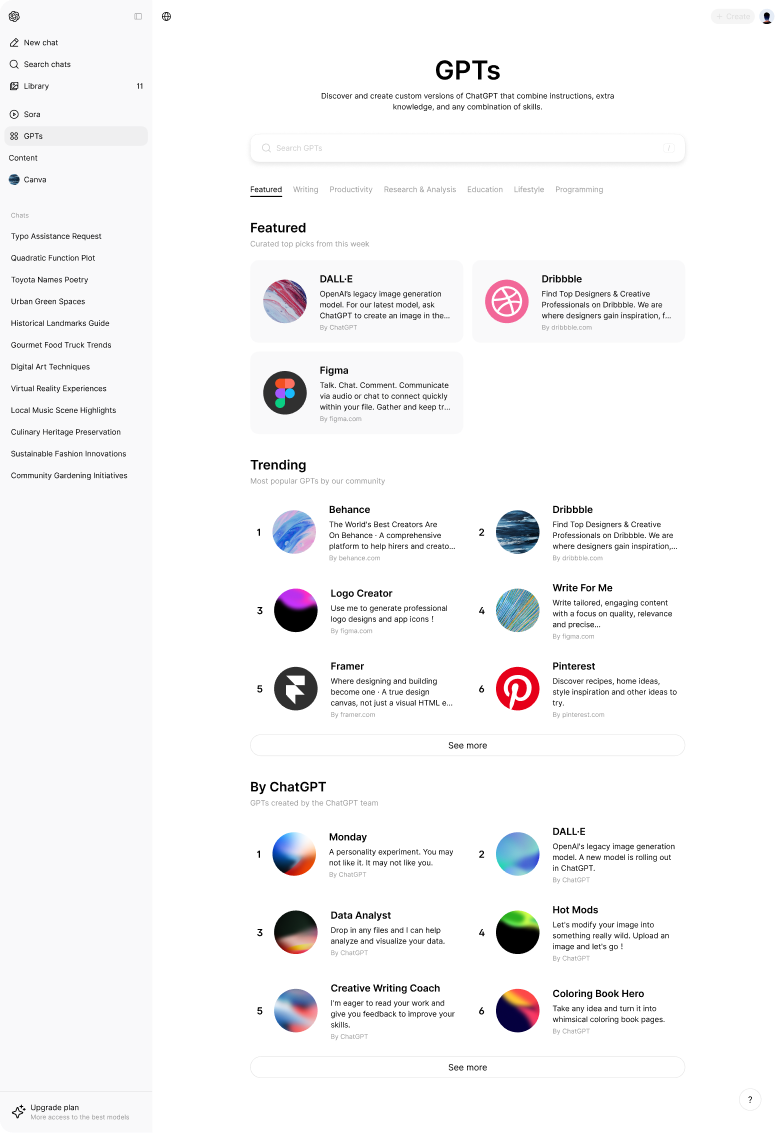 New chat
Search chats
Library 11
Sora
GPTs
Content
Canva
Chats
Typo Assistance Request
Quadratic Function Plot
Toyota Names Poetry
Urban Green Spaces
Historical Landmarks Guide
Gourmet Food Truck Trends
Digital Art Techniques
Virtual Reality Experiences
Local Music Scene Highlights
Culinary Heritage Preservation
Sustainable Fashion Innovations
Community Gardening Initiatives
Upgrade plan
More access to the best models
+ Create
GPTs
Discover and create custom versions of ChatGPT that combine instructions, extra
knowledge, and any combination of skills.
Search GPTs /
Featured Writing Productivity Research & Analysis Education Lifestyle Programming
Featured
Curated top picks from this week
DALL·E
OpenAI's legacy image generation
model. For our latest model, ask
ChatGPT to create an image in the...
By ChatGPT
Dribbble
Find Top Designers & Creative
Professionals on Dribbble. We are
where designers gain inspiration, f...
By dribbble.com
Figma
Talk. Chat. Comment. Communicate
via audio or chat to connect quickly
within your file. Gather and keep tr...
By figma.com
Trending
Most popular GPTs by our community
1
Behance
The World's Best Creators Are
On Behance · A comprehensive
platform to help hirers and creato...
By behance.com
2
Dribbble
Find Top Designers & Creative
Professionals on Dribbble. We are
where designers gain inspiration,...
By dribbble.com
3
Logo Creator
Use me to generate professional
logo designs and app icons !
By figma.com
4
Write For Me
Write tailored, engaging content
with a focus on quality, relevance
and precise...
By figma.com
5
Framer
Where designing and building
become one · A true design
canvas, not just a visual HTML e...
By framer.com
6
Pinterest
Discover recipes, home ideas,
style inspiration and other ideas to
try.
By pinterest.com
See more
By ChatGPT
GPTs created by the ChatGPT team
1
Monday
A personality experiment. You may
not like it. It may not like you.
By ChatGPT
2
DALL·E
OpenAI's legacy image generation
model. A new model is rolling out
in ChatGPT.
By ChatGPT
3
Data Analyst
Drop in any files and I can help
analyze and visualize your data.
By ChatGPT
4
Hot Mods
Let's modify your image into
something really wild. Upload an
image and let's go !
By ChatGPT
5
Creative Writing Coach
I'm eager to read your work and
give you feedback to improve your
skills.
By ChatGPT
6
Coloring Book Hero
Take any idea and turn it into
whimsical coloring book pages.
By ChatGPT
See more
?